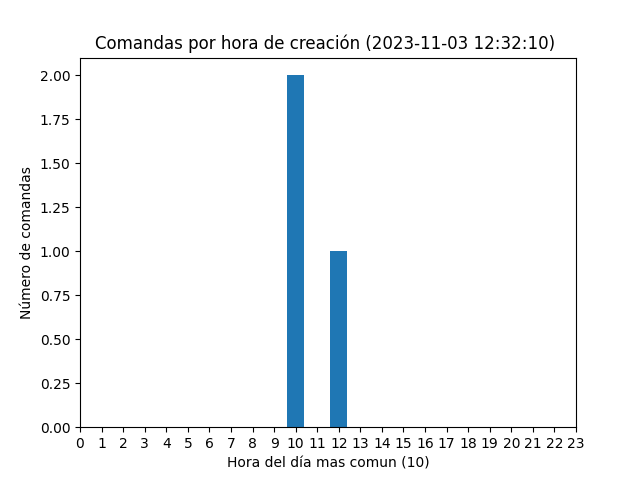 Comandas por hora de creación (2023-11-03 12:32:10)
Número de comandas
2.00
1.75
1.50
1.25
1.00
0.75
0.50
0.25
0.00
0 1 2 3 4 5 6 7 8 9 10 11 12 13 14 15 16 17 18 19 20 21 22 23
Hora del día mas comun (10)